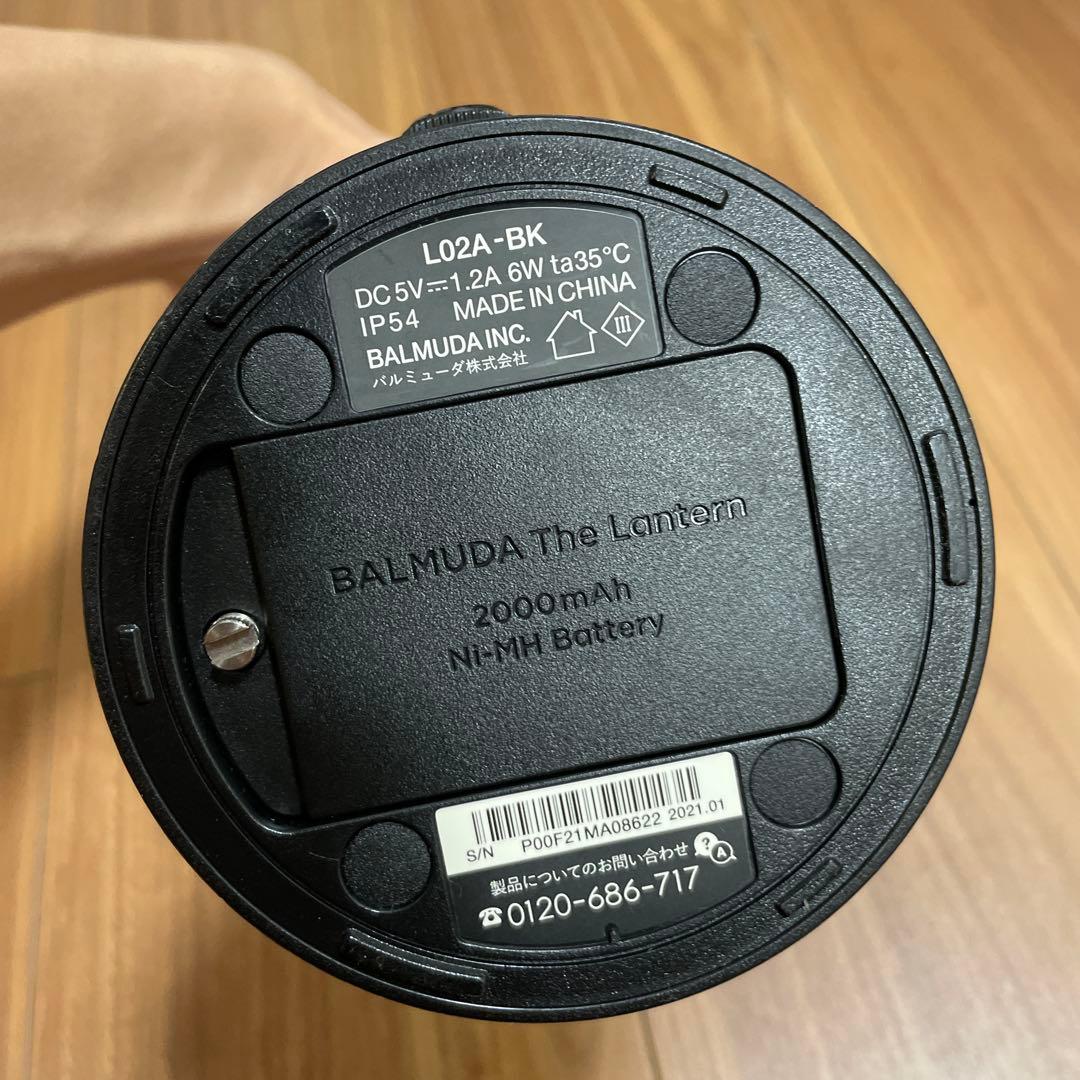 L02A-BK
DC 5V⎓1.2A 6W ta35°C
IP54 MADE IN CHINA
BALMUDA INC.
バルミューダ株式会社
III
BALMUDA The Lantern
2000mAh
Ni-MH Battery
S/N P00F21MA08622 2021.01
製品についてのお問い合わせ ? A
☎0120-686-717